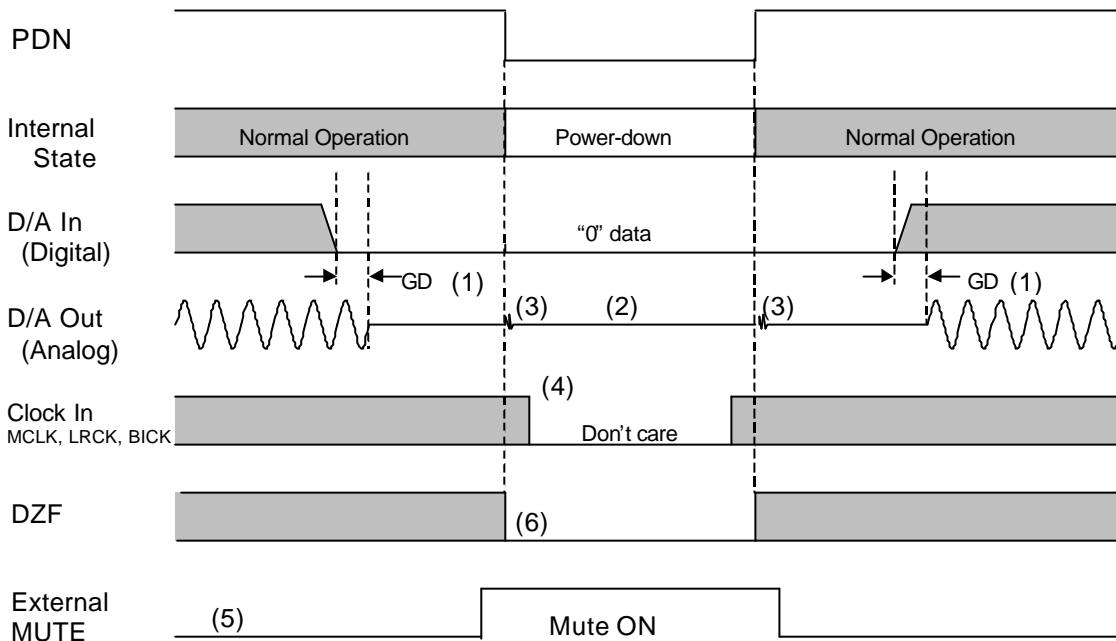 PDN
Internal
State
Normal Operation
Power-down
Normal Operation
D/A In
(Digital)
“0” data
GD (1)
GD (1)
D/A Out
(Analog)
(3)
(2)
(3)
Clock In
MCLK, LRCK, BICK
(4)
Don’t care
DZF
(6)
External
MUTE
(5)
Mute ON